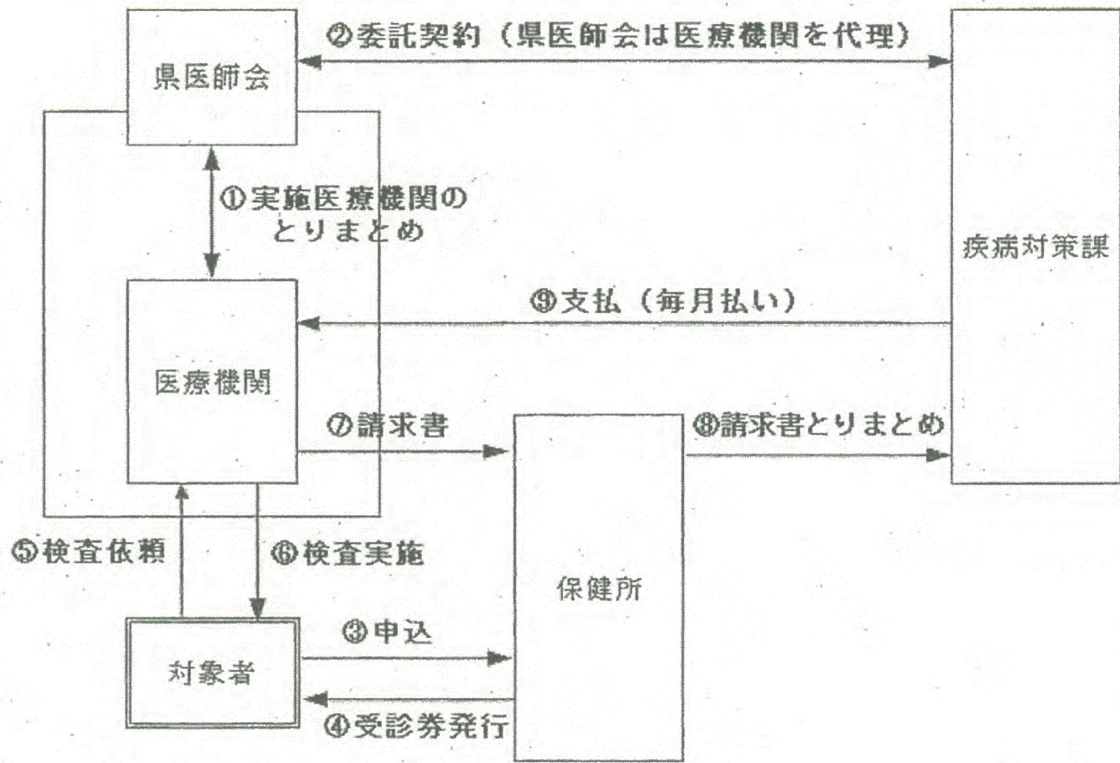 ②委託契約（県医師会は医療機関を代理）
県医師会
①実施医療機関の
とりまとめ
疾病対策課
⑨支払（毎月払い）
医療機関
⑦請求書
⑧請求書とりまとめ
⑤検査依頼
⑥検査実施
保健所
③申込
対象者
④受診券発行